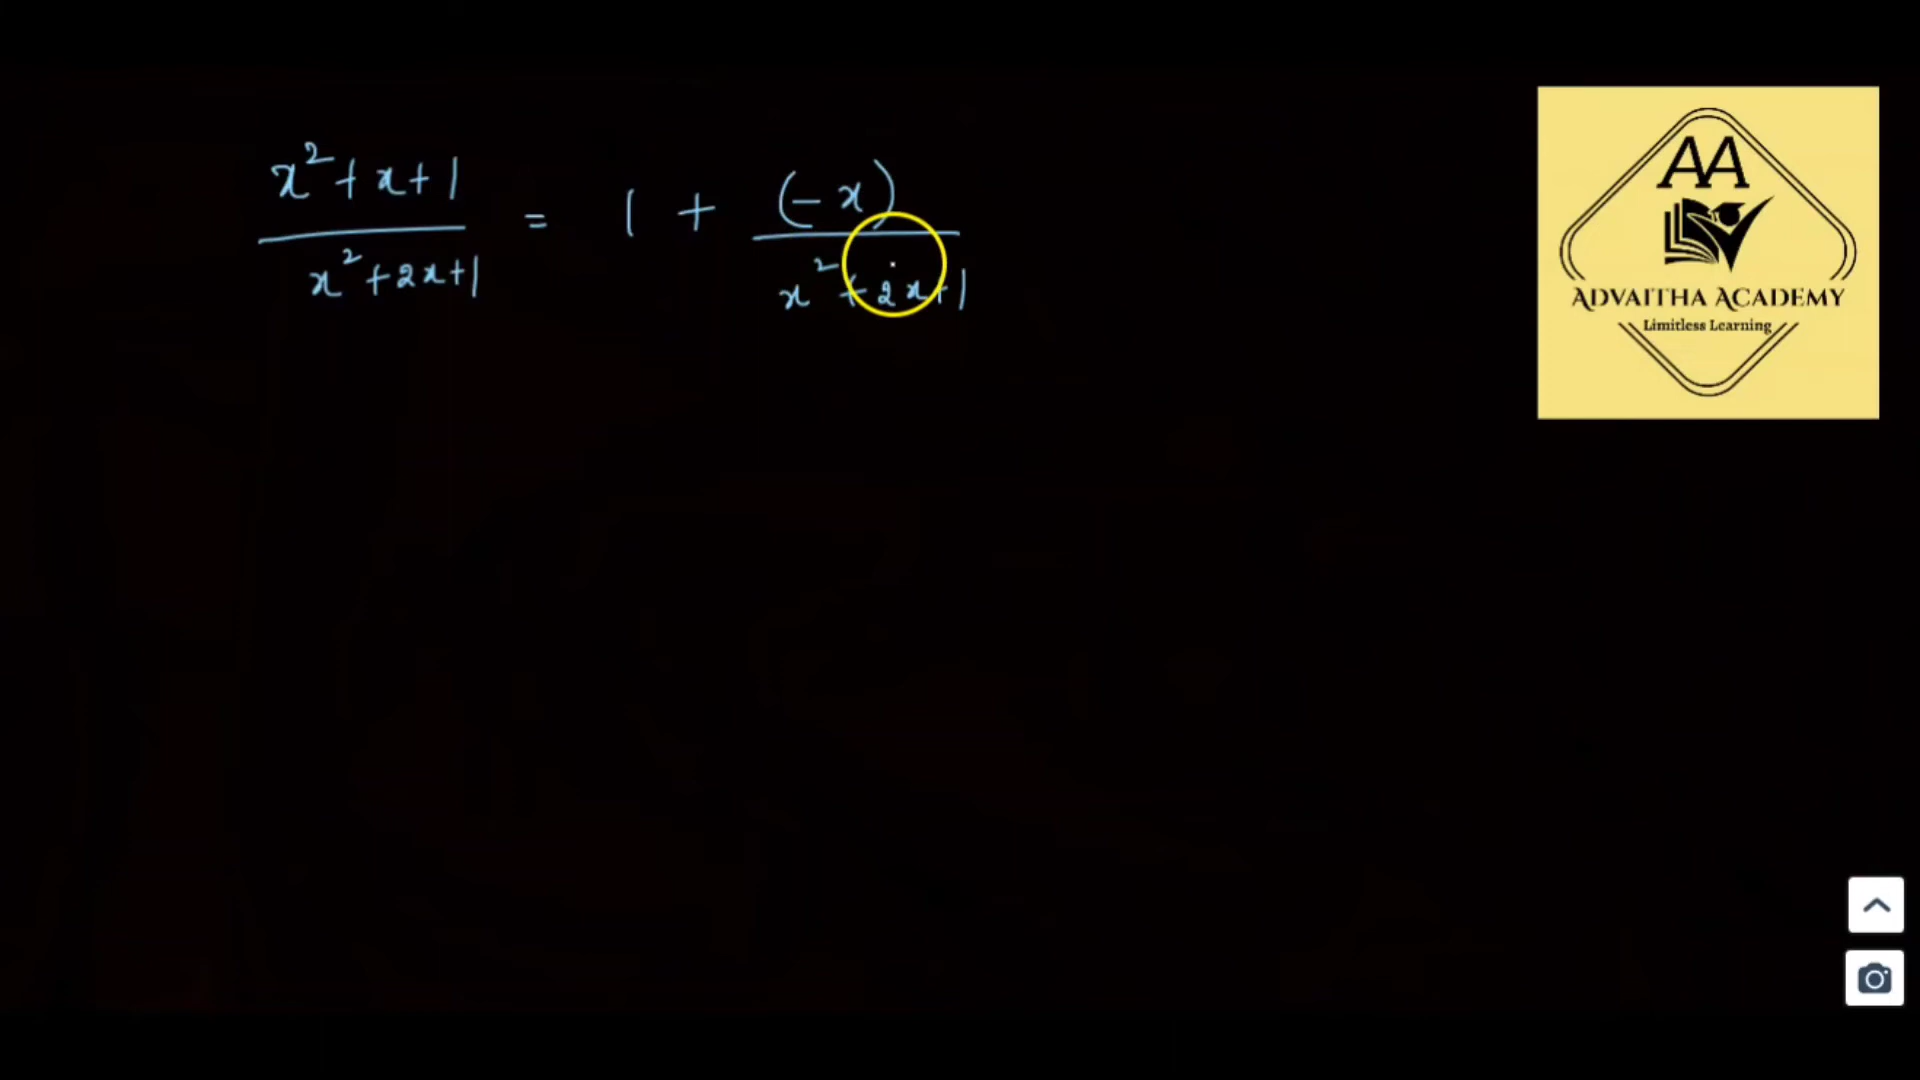 x² + x + 1 / x² + 2x + 1 = 1 + (-x) / x² + 2x + 1
AA
ADVAITHA ACADEMY
Limitless Learning